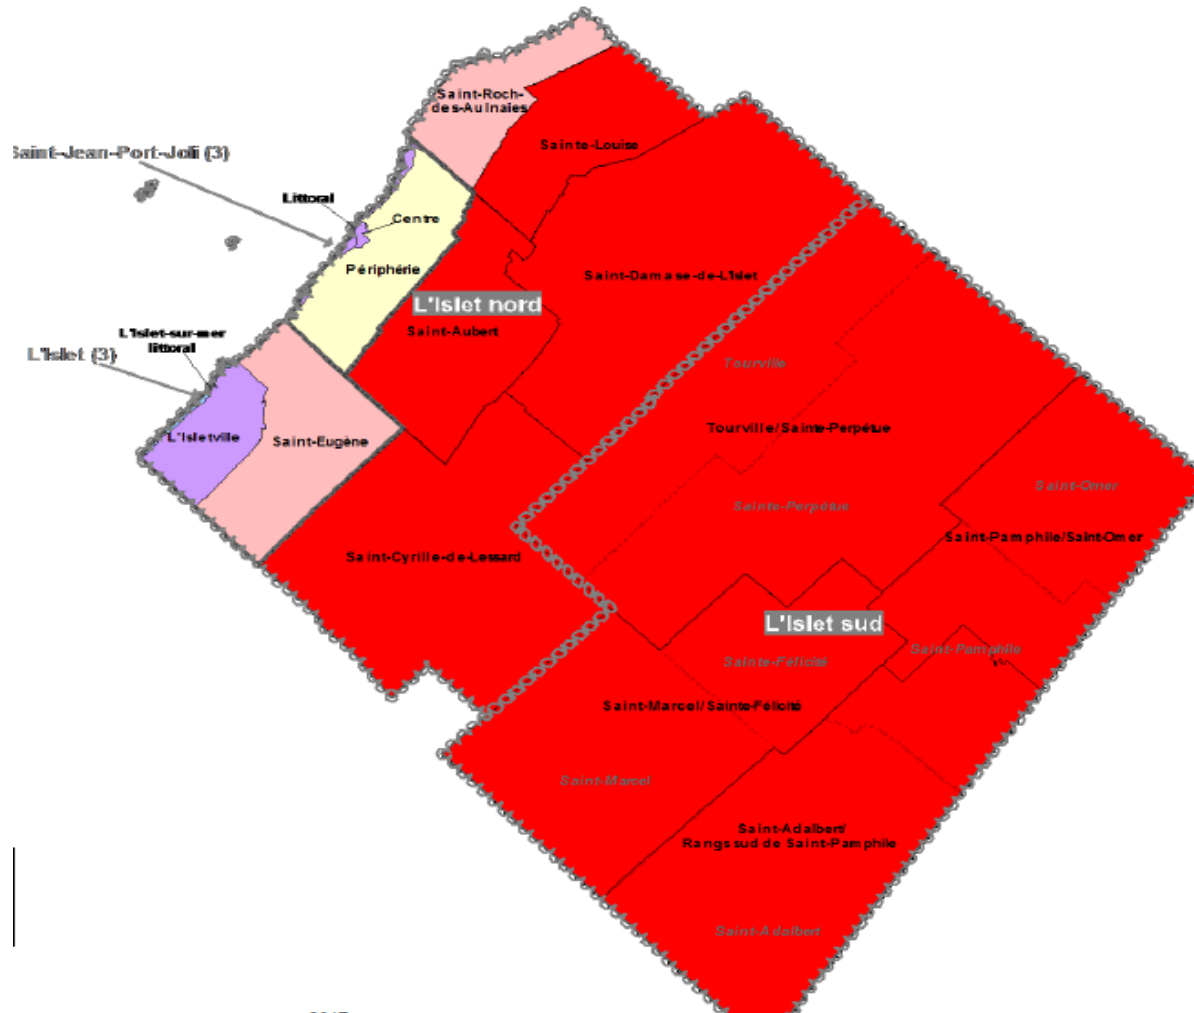 Saint-Roch-
des-Aulnaies
Sainte-Louise
Saint-Jean-Port-Joli (3)
Littoral
Centre
Périphérie
Saint-Damase-de-L'Islet
L'Islet nord
Saint-Aubert
L'Islet-sur-mer
littoral
L'Islet (3)
Tourville
Tourville/Sainte-Perpétue
L'Isletville
Saint-Eugène
Saint-Omer
Sainte-Perpétue
Saint-Pamphile/Saint-Omer
Saint-Cyrille-de-Lessard
L'Islet sud
Saint-Pamphile
Sainte-Félicité
Saint-Marcel/Sainte-Félicité
Saint-Marcel
Saint-Adalbert/
Rangs sud de Saint-Pamphile
Saint-Adalbert